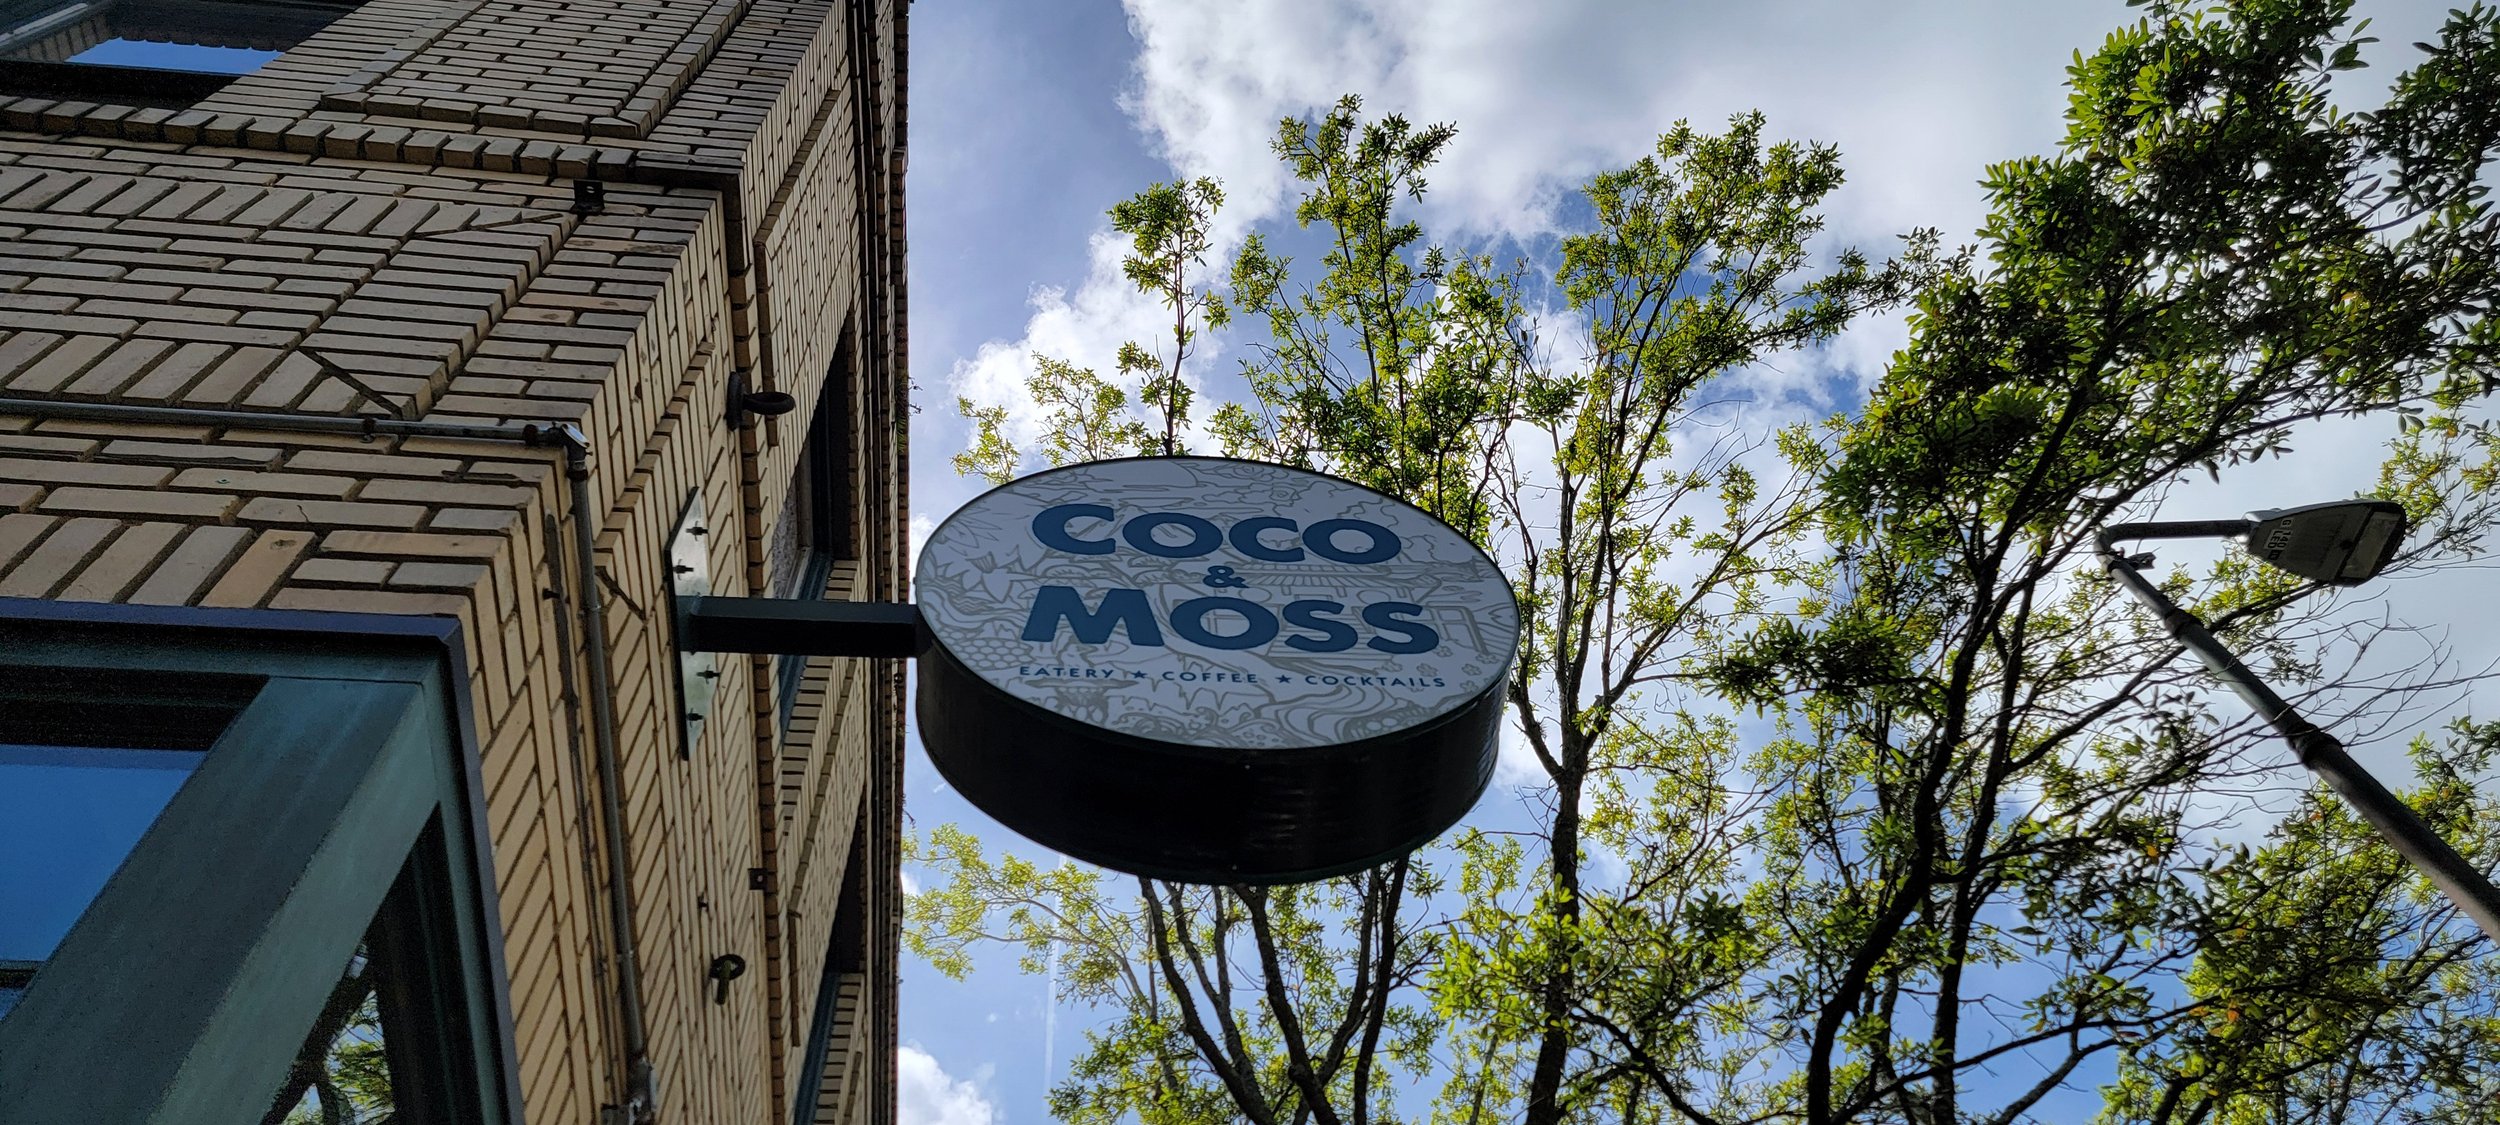 COCO
&
MOSS
EATERY ★ COFFEE ★ COCKTAILS